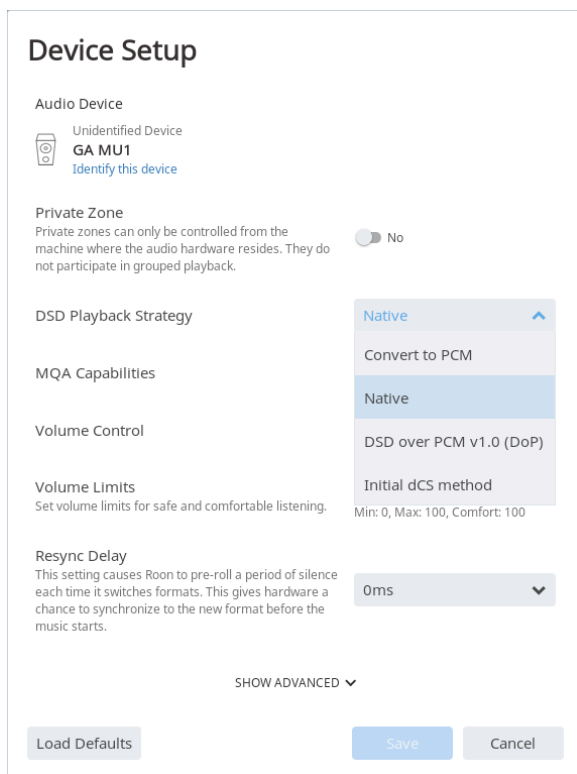 Device Setup
Audio Device
Unidentified Device
GA MU1
Identify this device
Private Zone
Private zones can only be controlled from the
machine where the audio hardware resides. They do
not participate in grouped playback.
No
DSD Playback Strategy
Native
Convert to PCM
Native
DSD over PCM v1.0 (DoP)
Initial dCS method
MQA Capabilities
Volume Control
Volume Limits
Set volume limits for safe and comfortable listening.
Min: 0, Max: 100, Comfort: 100
Resync Delay
This setting causes Roon to pre-roll a period of silence
each time it switches formats. This gives hardware a
chance to synchronize to the new format before the
music starts.
0ms
SHOW ADVANCED
Load Defaults
Save
Cancel